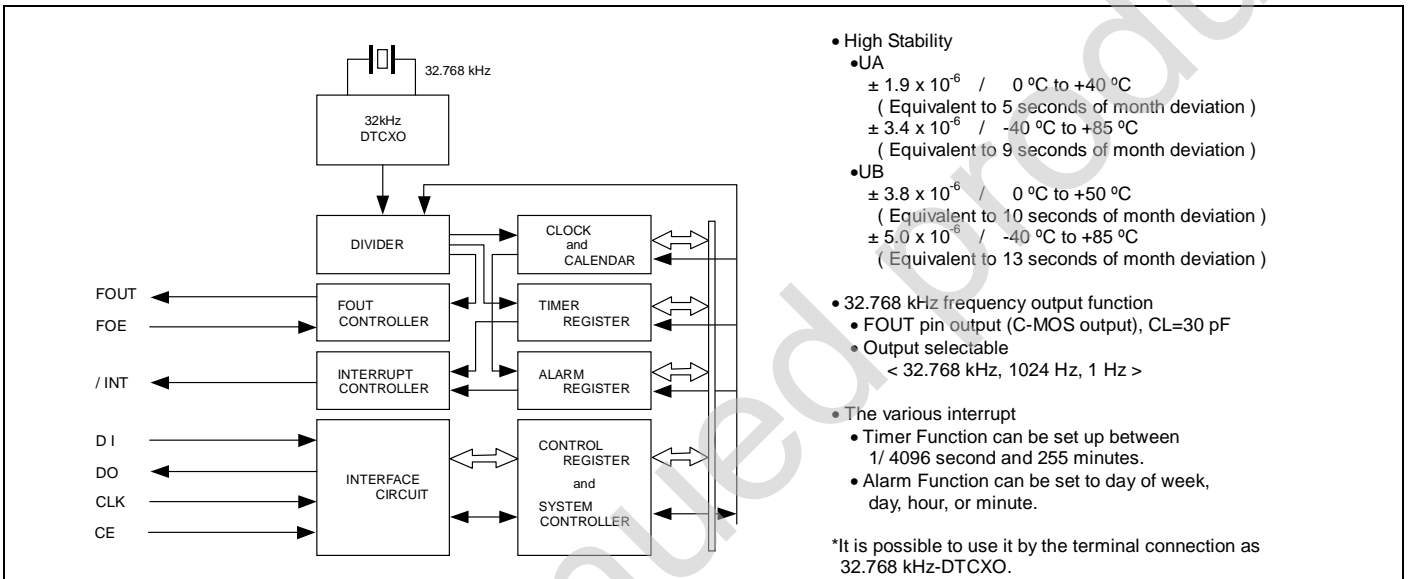 32.768 kHz
32kHz
DTCXO
DIVIDER
CLOCK
and
CALENDAR
FOUT
FOE
FOUT
CONTROLLER
TIMER
REGISTER
/ INT
INTERRUPT
CONTROLLER
ALARM
REGISTER
D I
DO
CLK
CE
INTERFACE
CIRCUIT
CONTROL
REGISTER
and
SYSTEM
CONTROLLER
• High Stability
•UA
± 1.9 x 10⁻⁶ / 0 ºC to +40 ºC
( Equivalent to 5 seconds of month deviation )
± 3.4 x 10⁻⁶ / -40 ºC to +85 ºC
( Equivalent to 9 seconds of month deviation )
•UB
± 3.8 x 10⁻⁶ / 0 ºC to +50 ºC
( Equivalent to 10 seconds of month deviation )
± 5.0 x 10⁻⁶ / -40 ºC to +85 ºC
( Equivalent to 13 seconds of month deviation )
• 32.768 kHz frequency output function
• FOUT pin output (C-MOS output), CL=30 pF
• Output selectable
< 32.768 kHz, 1024 Hz, 1 Hz >
• The various interrupt
• Timer Function can be set up between
1/ 4096 second and 255 minutes.
• Alarm Function can be set to day of week,
day, hour, or minute.
*It is possible to use it by the terminal connection as
32.768 kHz-DTCXO.